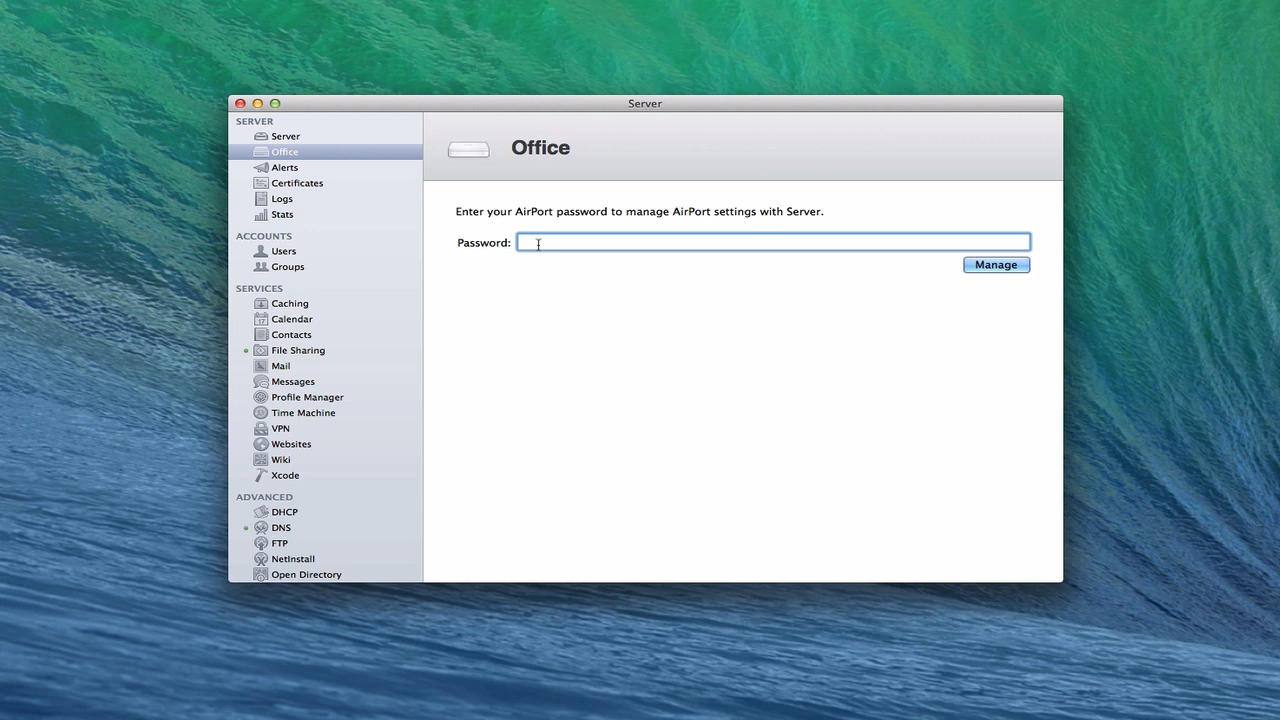 Server
SERVER
Server
Office
Alerts
Certificates
Logs
Stats
ACCOUNTS
Users
Groups
SERVICES
Caching
17
Calendar
Contacts
File Sharing
Mail
Messages
Profile Manager
Time Machine
VPN
Websites
Wiki
Xcode
ADVANCED
DHCP
DNS
FTP
NetInstall
Open Directory
Office
Enter your AirPort password to manage AirPort settings with Server.
Password:
Manage